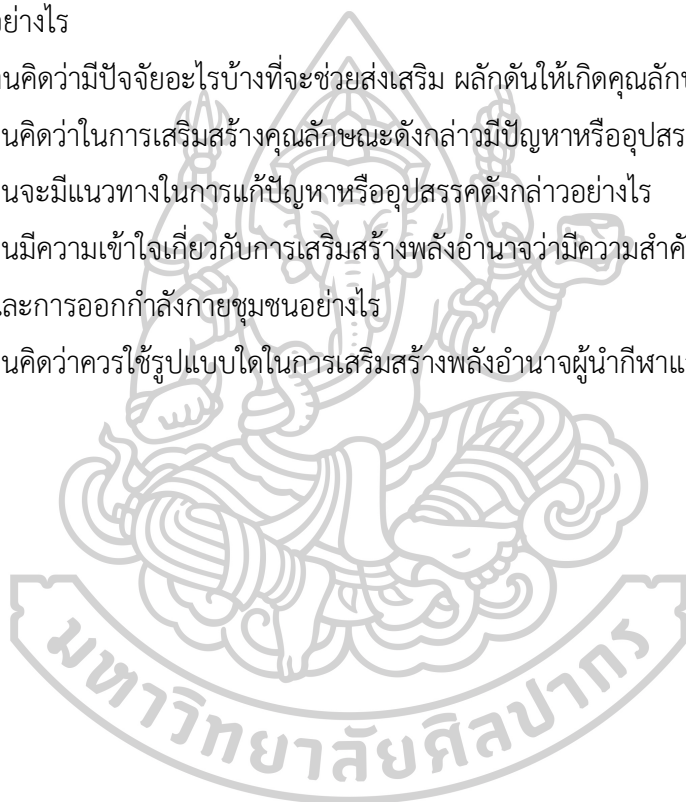 อย่างไร
านคิดว่ามีปัจจัยอะไรบ้างที่จะช่วยส่งเสริม ผลักดันให้เกิดคุณลักษ
านคิดว่าในการเสริมสร้างคุณลักษณะดังกล่าวมีปัญหาหรืออุปสร
านจะมีแนวทางในการแก้ปัญหาหรืออุปสรรคดังกล่าวอย่างไร
านมีความเข้าใจเกี่ยวกับการเสริมสร้างพลังอำนาจว่ามีความสำคั
และการออกกำลังกายชุมชนอย่างไร
านคิดว่าควรใช้รูปแบบใดในการเสริมสร้างพลังอำนาจผู้นำกีฬาแ
มหาวิทยาลัยศิลปากร